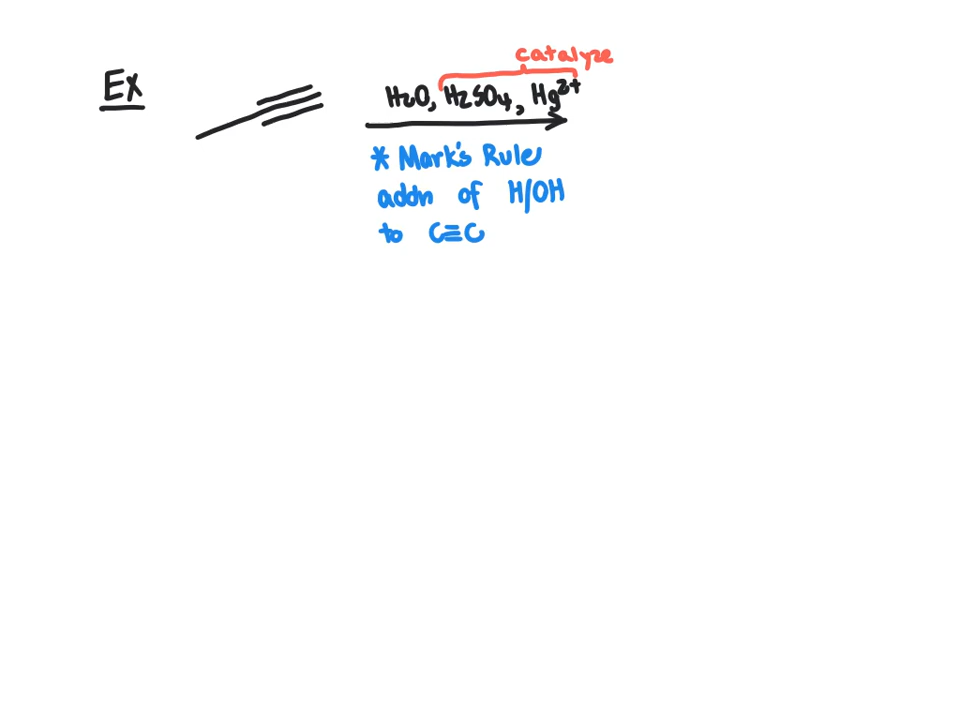 Ex
catalyze
H2O, H2SO4, Hg2+
* Mark's Rule
addn of H/OH
to C≡C